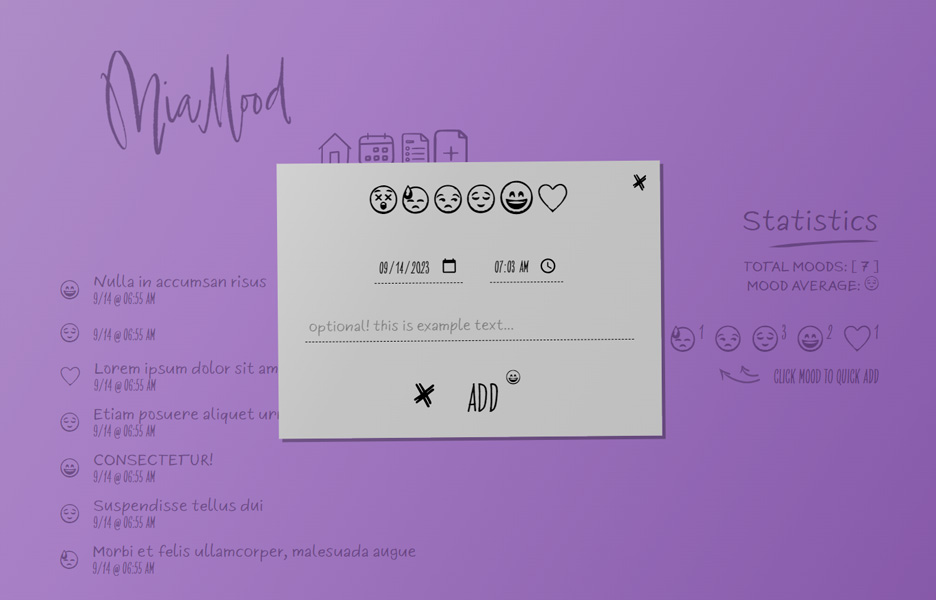 MiaMood
09/14/2023 07:03 AM
optional! this is example text...
ADD
Nulla in accumsan risus
9/14 @ 06:55 AM
9/14 @ 06:55 AM
Lorem ipsum dolor sit am
9/14 @ 06:55 AM
Etiam posuere aliquet ur
9/14 @ 06:55 AM
CONSECTETUR!
9/14 @ 06:55 AM
Suspendisse tellus dui
9/14 @ 06:55 AM
Morbi et felis ullamcorper, malesuada augue
9/14 @ 06:55 AM
Statistics
TOTAL MOODS: [ 7 ]
MOOD AVERAGE:
1 3 2 1
CLICK MOOD TO QUICK ADD